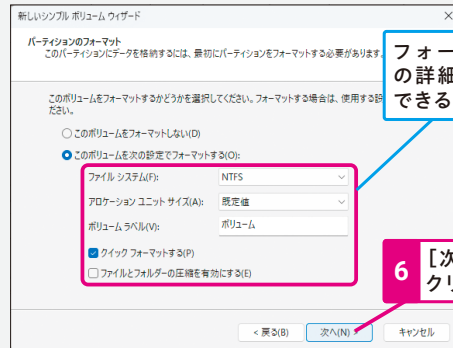 新しいシンプル ボリューム ウィザード
パーティションのフォーマット
このパーティションにデータを格納するには、最初にパーティションをフォーマットする必要があります。
フォー
の詳細
できる
このボリュームをフォーマットするかどうかを選択してください。フォーマットする場合は、使用する設
ださい。
このボリュームをフォーマットしない(D)
このボリュームを次の設定でフォーマットする(O):
ファイル システム(F): NTFS
アロケーション ユニット サイズ(A): 既定値
ボリューム ラベル(V): ボリューム
クイック フォーマットする(P)
ファイルとフォルダーの圧縮を有効にする(E)
6 [次
クリ
< 戻る(B) 次へ(N) > キャンセル